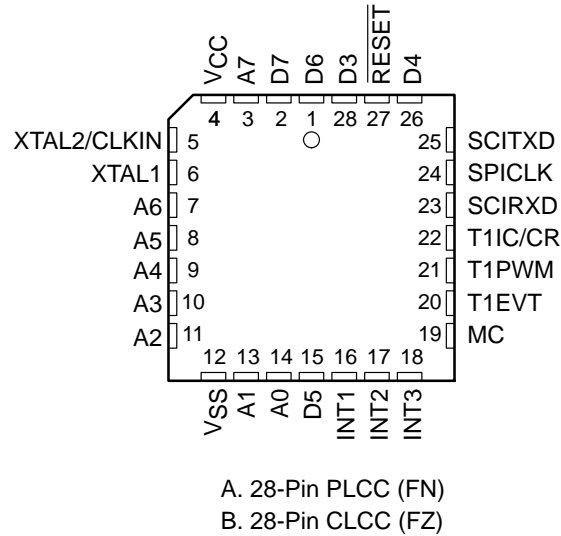 VCC A7 D7 D6 D3 RESET D4
4 3 2 1 28 27 26
XTAL2/CLKIN 5 25 SCITXD
XTAL1 6 24 SPICLK
A6 7 23 SCIRXD
A5 8 22 T1IC/CR
A4 9 21 T1PWM
A3 10 20 T1EVT
A2 11 19 MC
12 13 14 15 16 17 18
VSS A1 A0 D5 INT1 INT2 INT3
A. 28-Pin PLCC (FN)
B. 28-Pin CLCC (FZ)